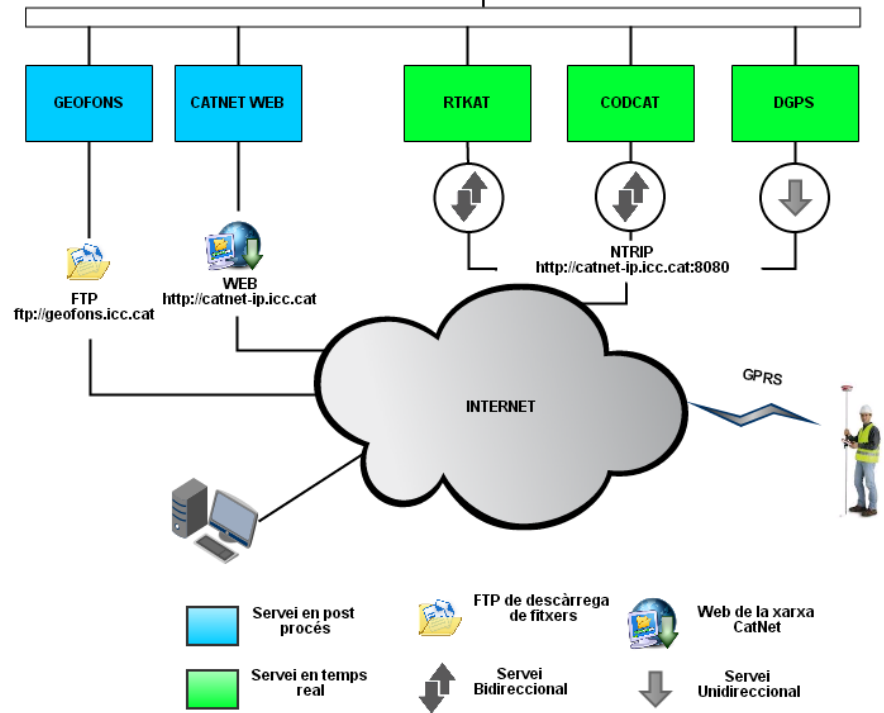 GEOFONS
CATNET WEB
RTKAT
CODCAT
DGPS
FTP
ftp://geofons.icc.cat
WEB
http://catnet-ip.icc.cat
NTRIP
http://catnet-ip.icc.cat:8080
INTERNET
GPRS
Servei en post
procés
FTP de descàrrega
de fitxers
Web de la xarxa
CatNet
Servei en temps
real
Servei
Bidireccional
Servei
Unidireccional